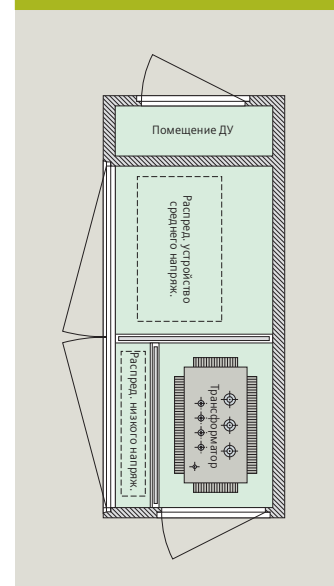 Помещение ДУ
Распред. устройство
среднего напряж.
Распред. низкого напряж.
Трансформатор